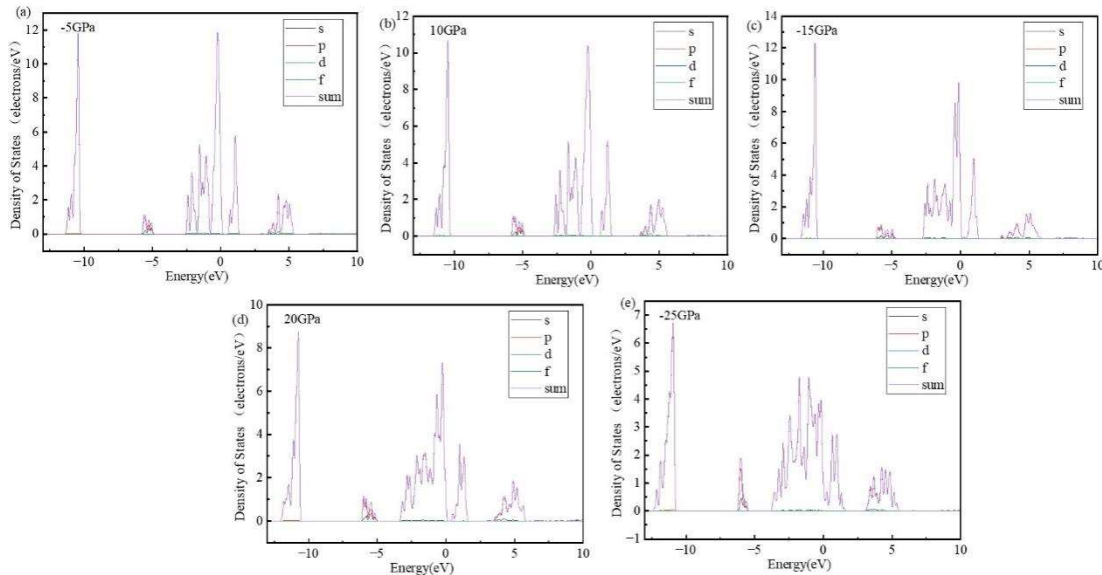 (a)
-5GPa
s
p
d
f
sum
12
10
8
6
4
2
0
Density of States（electrons/eV）
-10
-5
0
5
10
Energy(eV)
(b)
10GPa
s
p
d
f
sum
12
10
8
6
4
2
0
Density of States（electrons/eV）
-10
-5
0
5
10
Energy(eV)
(c)
-15GPa
s
p
d
f
sum
14
12
10
8
6
4
2
0
Density of States（electrons/eV）
-10
-5
0
5
10
Energy(eV)
(d)
20GPa
s
p
d
f
sum
10
8
6
4
2
0
Density of States（electrons/eV）
-10
-5
0
5
10
Energy(eV)
(e)
-25GPa
s
p
d
f
sum
7
6
5
4
3
2
1
0
-1
Density of States（electrons/eV）
-10
-5
0
5
10
Energy(eV)